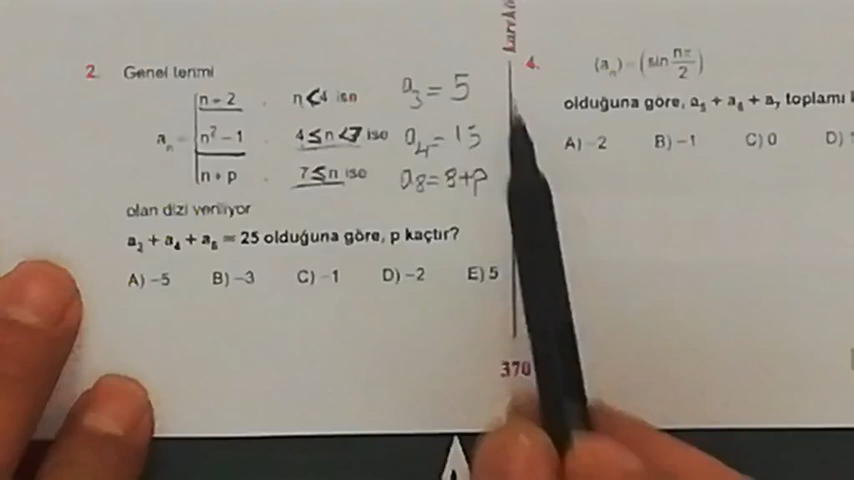 2. Genel terimi
n + 2 , n < 4 ise a₃ = 5
aₙ = n² − 1 4 ≤ n < 7 ise a₄ = 15
n + p , 7 ≤ n ise a₈ = 8+p
olan dizi veriliyor
+ a₄ + a₈ = 25 olduğuna göre, p kaçtır?
A) −5 B) −3 C) −1 D) −2 E) 5
370
4. (aₙ) = (sin nπ/2)
olduğuna göre, a₅ + a₆ + a₇ toplamı
A) −2 B) −1 C) 0 D)